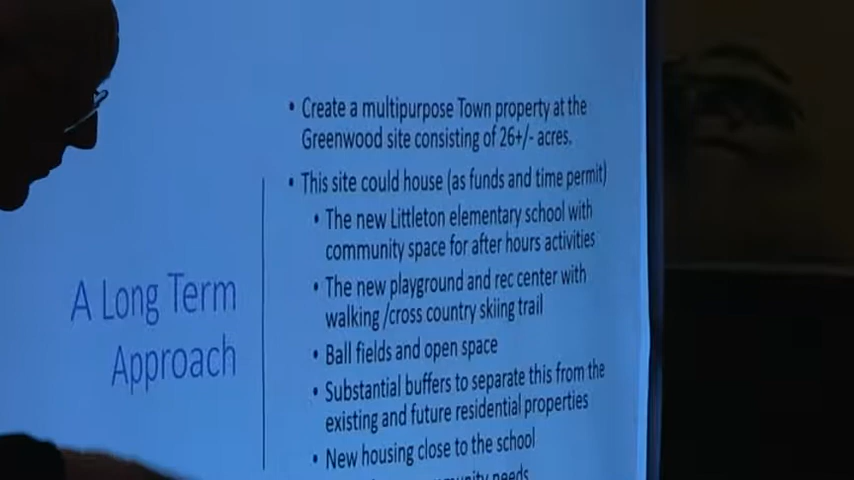 A Long Term
Approach
• Create a multipurpose Town property at the
Greenwood site consisting of 26+/- acres.
• This site could house (as funds and time permit)
• The new Littleton elementary school with
community space for after hours activities
• The new playground and rec center with
walking /cross country skiing trail
• Ball fields and open space
• Substantial buffers to separate this from the
existing and future residential properties
• New housing close to the school
needs